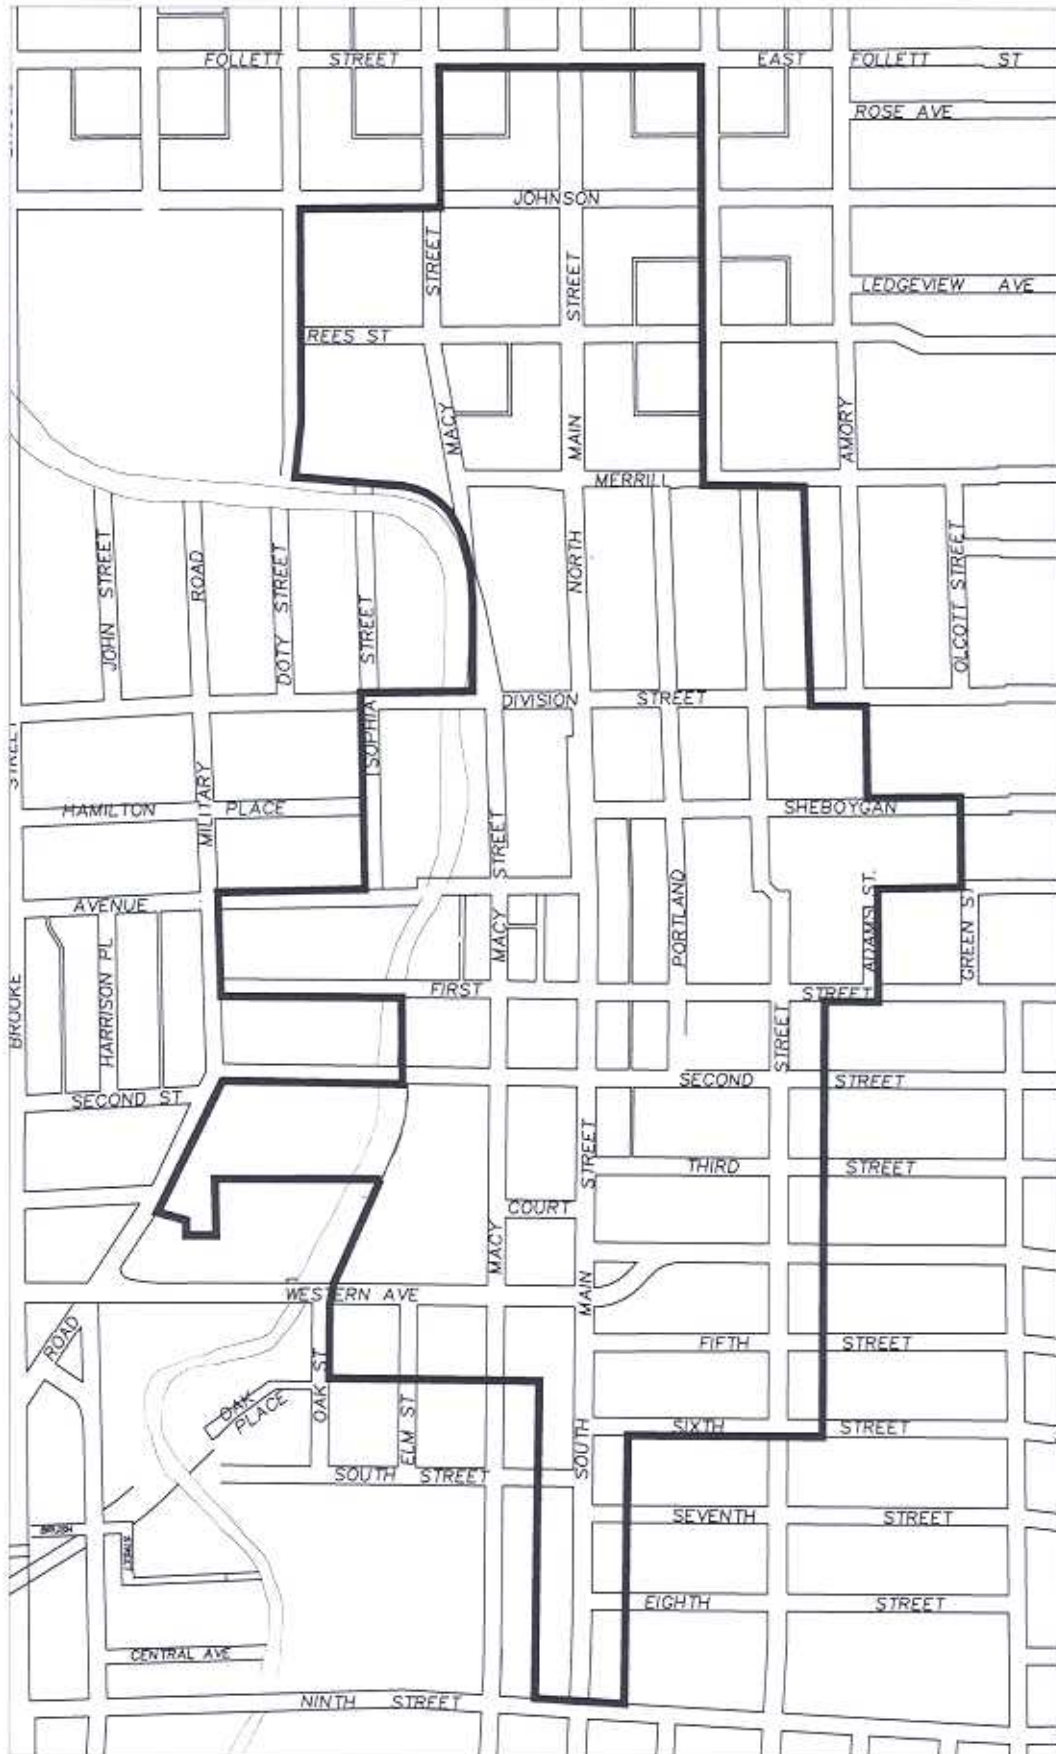 FOLLETT STREET
EAST FOLLETT ST
ROSE AVE
JOHNSON
STREET
STREET
LEDGEVIEW AVE
REES ST
MACY
MAIN
AMORY
MERRILL
JOHN STREET
ROAD
DOTY STREET
STREET
NORTH
OLCOTT STREET
DIVISION STREET
SOPHIA
MILITARY
HAMILTON PLACE
SHEBOYGAN
STREET
AVENUE
HARRISON PL
MACY
PORTLAND
ADAMS ST.
GREEN ST
BROOKE
FIRST
STREET
STREET
SECOND ST
SECOND STREET
STREET
THIRD STREET
COURT
MACY
MAIN
WESTERN AVE
ROAD
FIFTH STREET
OAK ST
OAK PLACE
ELM ST
SOUTH
SIXTH STREET
SOUTH STREET
SEVENTH STREET
BRUSH
STREET
EIGHTH STREET
CENTRAL AVE
NINTH STREET